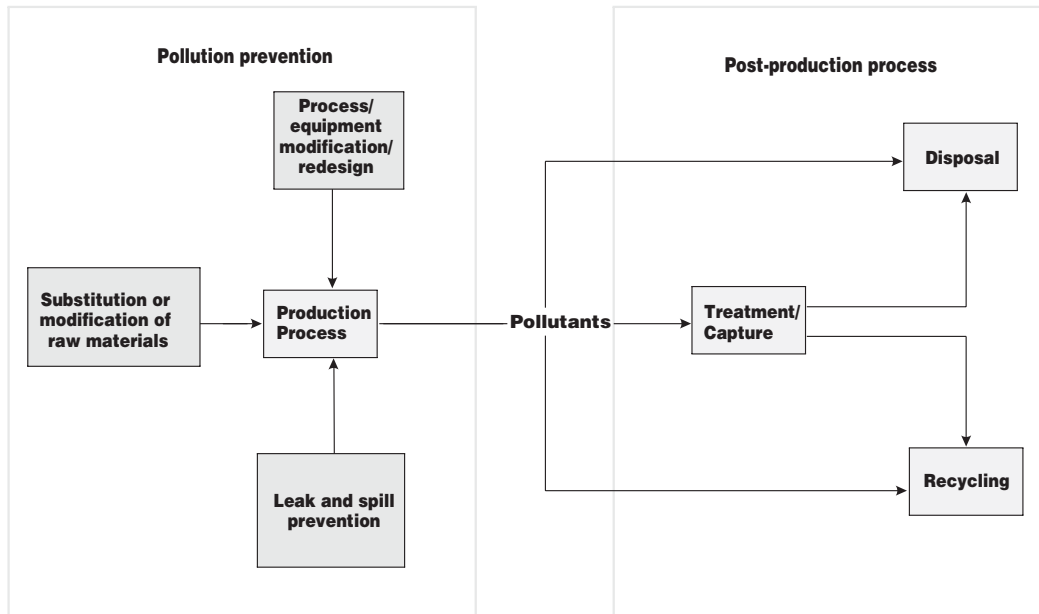 Pollution prevention
Process/
equipment
modification/
redesign
Substitution or
modification of
raw materials
Production
Process
Leak and spill
prevention
Pollutants
Post-production process
Disposal
Treatment/
Capture
Recycling